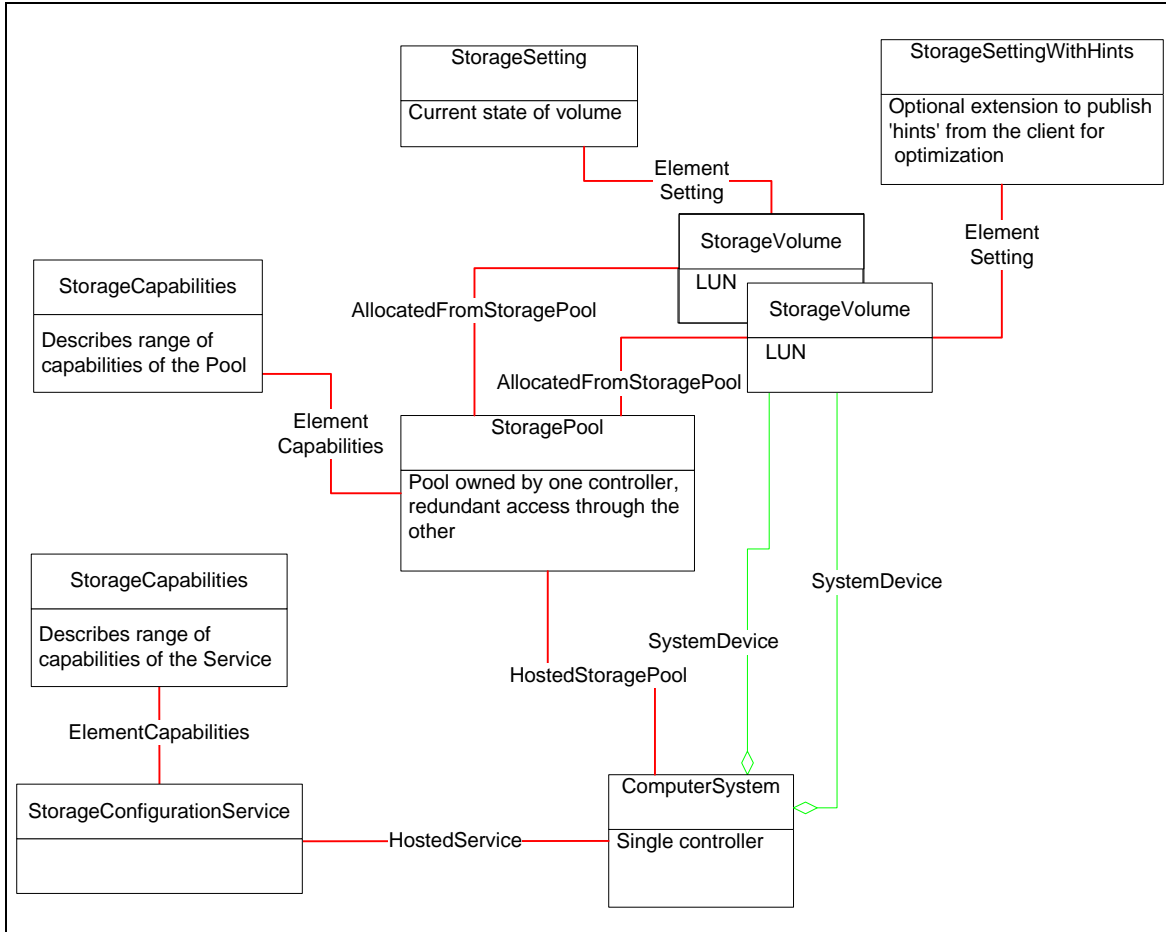 StorageSetting
Current state of volume
StorageSettingWithHints
Optional extension to publish
'hints' from the client for
optimization
Element
Setting
Element
Setting
StorageVolume
LUN
StorageVolume
LUN
StorageCapabilities
Describes range of
capabilities of the Pool
AllocatedFromStoragePool
AllocatedFromStoragePool
Element
Capabilities
StoragePool
Pool owned by one controller,
redundant access through the
other
StorageCapabilities
Describes range of
capabilities of the Service
SystemDevice
SystemDevice
HostedStoragePool
ElementCapabilities
StorageConfigurationService
HostedService
ComputerSystem
Single controller